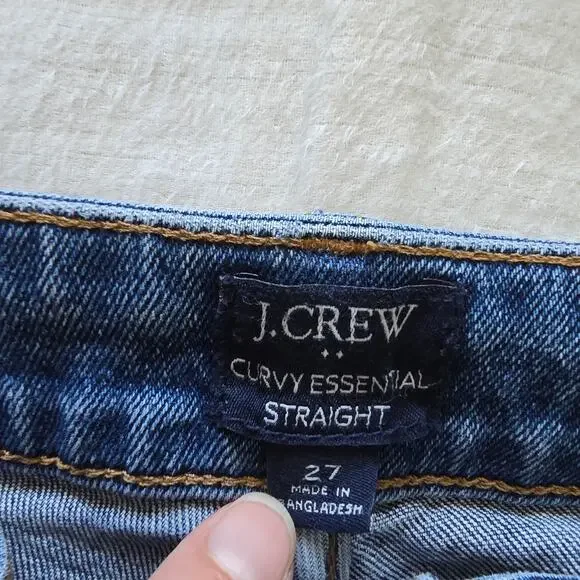 J.CREW
CURVY ESSENTIAL
STRAIGHT
27
MADE IN
BANGLADESH